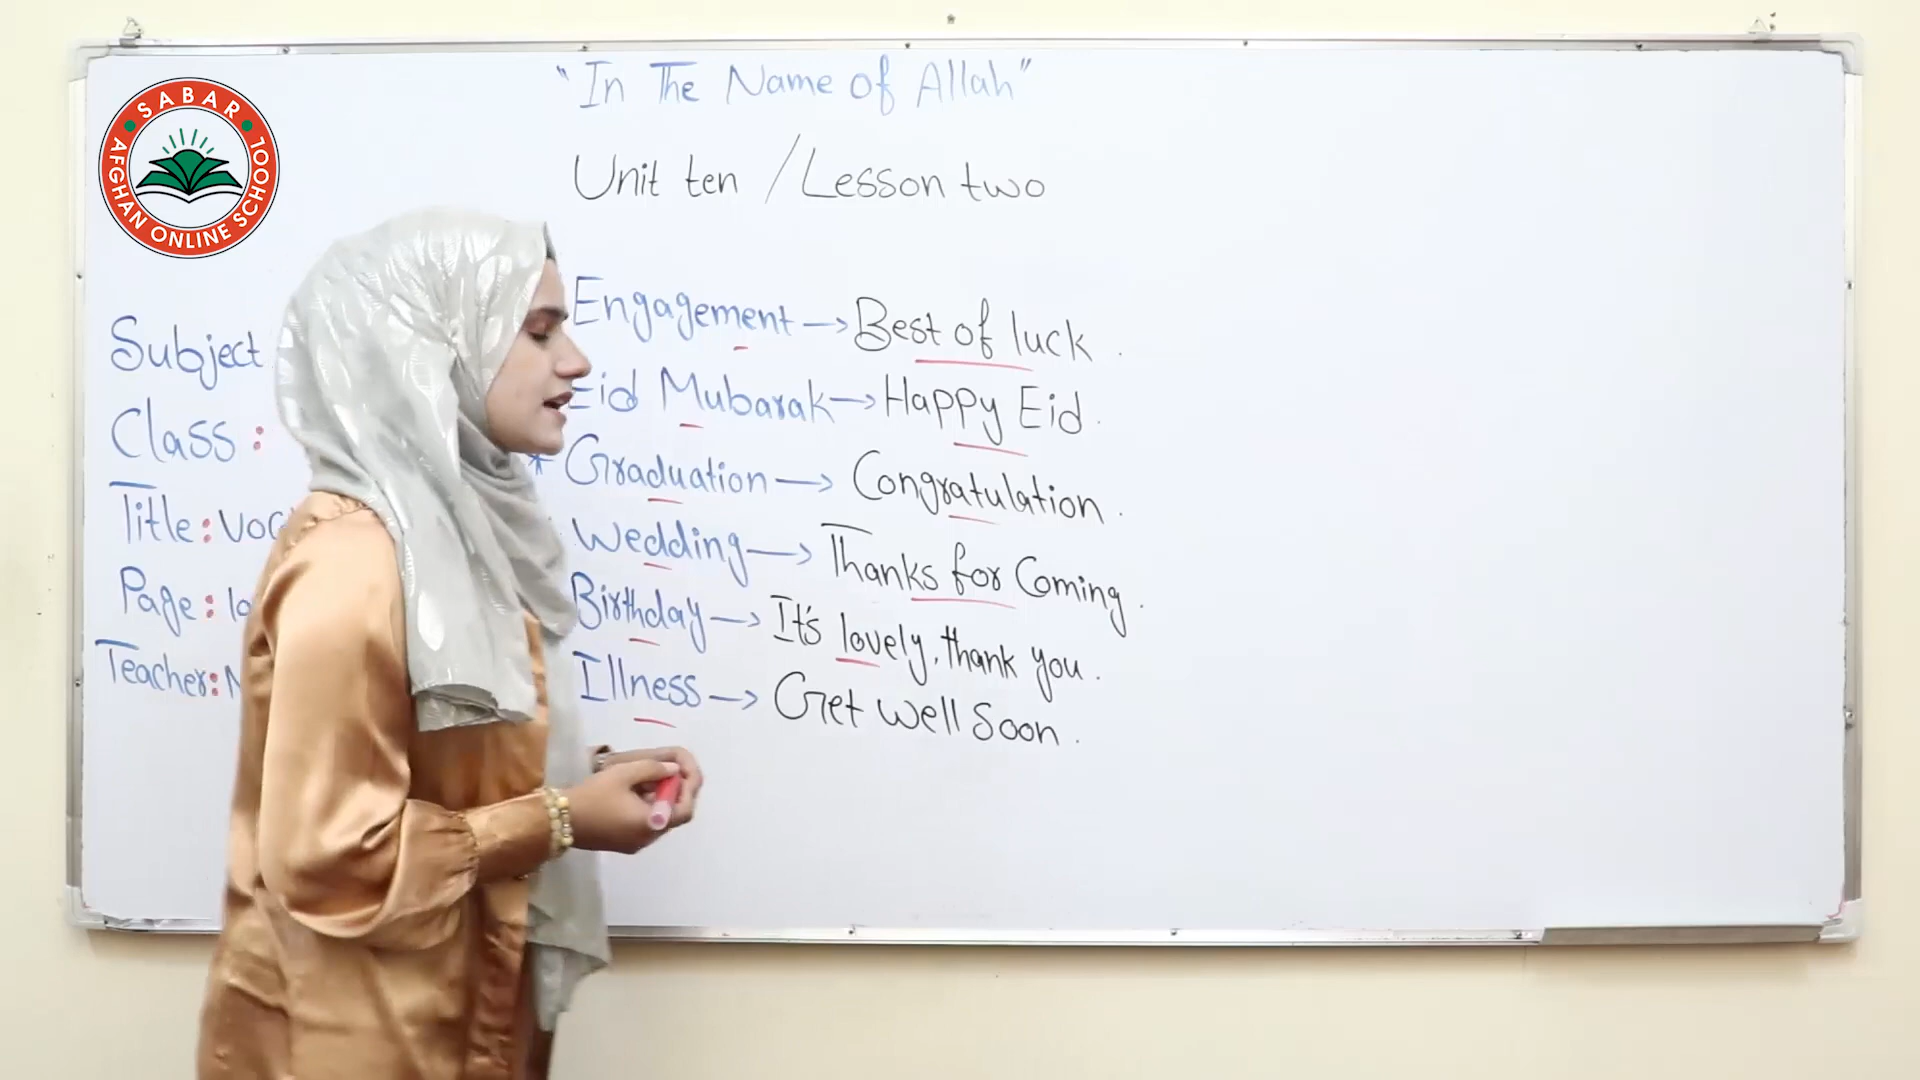 SABAR
AFGHAN ONLINE SCHOOL
"In The Name of Allah"
Unit ten / Lesson two
Subject
Class :
Title :
Page :
Teacher :
Engagement → Best of luck .
Eid Mubarak → Happy Eid .
* Graduation → Congratulation .
Wedding → Thanks for Coming .
Birthday → It's lovely, thank you .
Illness → Get well Soon .